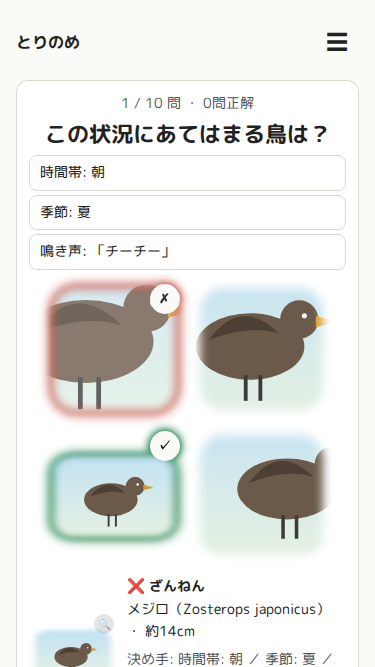 とりのめ
1 / 10 問 · 0問正解
この状況にあてはまる鳥は？
時間帯: 朝
季節: 夏
鳴き声: 「チーチー」
✗
✓
❌ ざんねん
メジロ（Zosterops japonicus）
· 約14cm
決め手: 時間帯: 朝 ／ 季節: 夏 ／